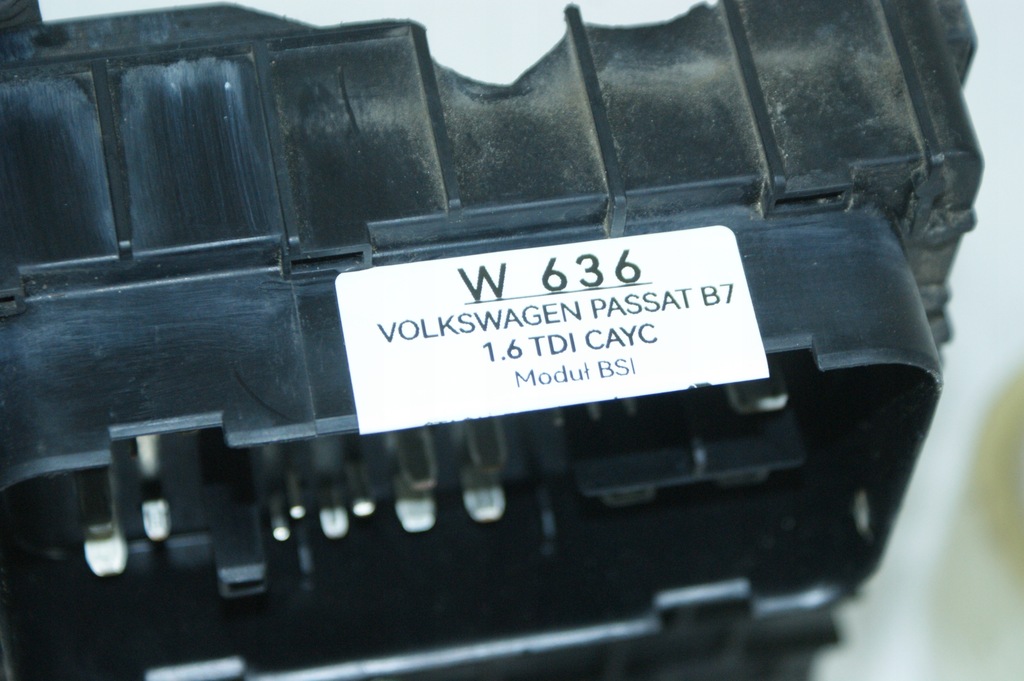 W 636
VOLKSWAGEN PASSAT B7
1.6 TDI CAYC
Moduł BSI